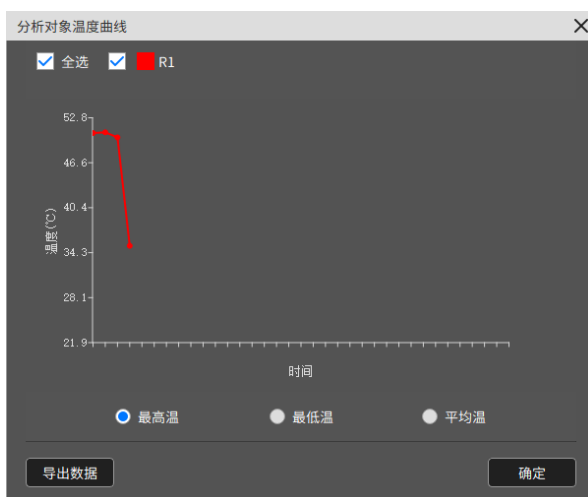 分析对象温度曲线
全选 R1
52.8
46.6
40.4
34.3
28.1
21.9
温度(℃)
时间
最高温 最低温 平均温
导出数据 确定